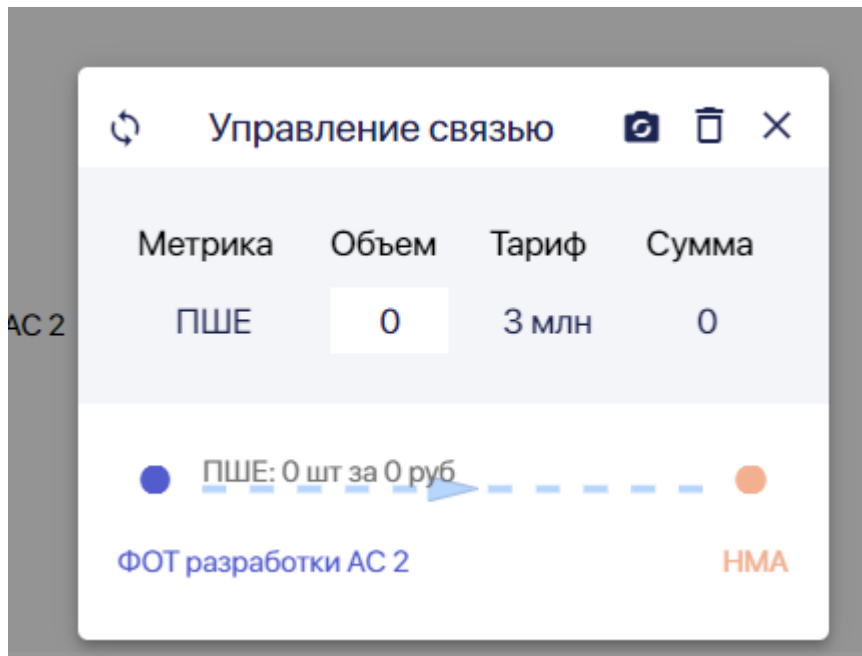 Управление связью
Метрика Объем Тариф Сумма
АС 2
ПШЕ 0 3 млн 0
ПШЕ: 0 шт за 0 руб
ФОТ разработки АС 2 НМА